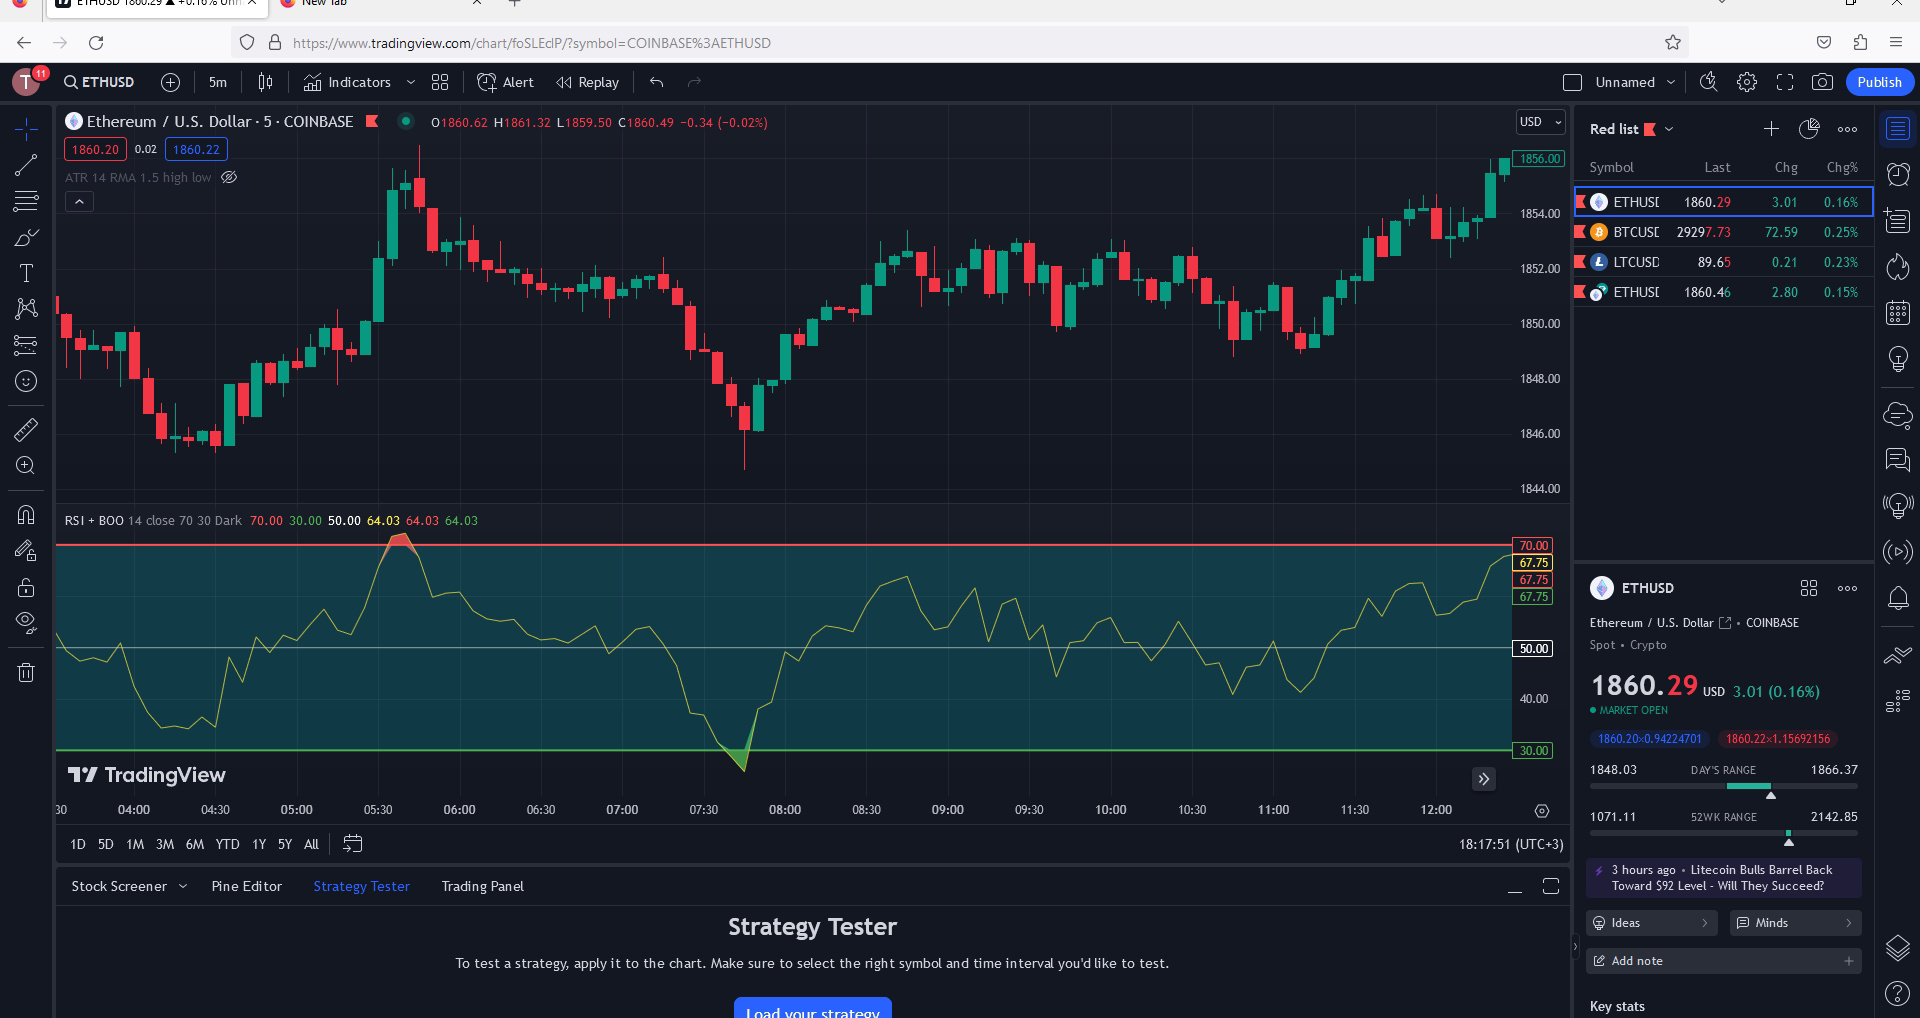 ETHUSD 1860.29 ▲ +0.16% Unn
New Tab
https://www.tradingview.com/chart/foSLEclP/?symbol=COINBASE%3AETHUSD
T 11 ETHUSD 5m Indicators Alert Replay Unnamed Publish
Ethereum / U.S. Dollar · 5 · COINBASE O1860.62 H1861.32 L1859.50 C1860.49 −0.34 (−0.02%)
USD
1860.20 0.02 1860.22
ATR 14 RMA 1.5 high low
1856.00
1854.00
1852.00
1850.00
1848.00
1846.00
1844.00
RSI + BOO 14 close 70 30 Dark 70.00 30.00 50.00 64.03 64.03 64.03
70.00
67.75
67.75
67.75
50.00
40.00
30.00
TradingView
:30 04:00 04:30 05:00 05:30 06:00 06:30 07:00 07:30 08:00 08:30 09:00 09:30 10:00 10:30 11:00 11:30 12:00
1D 5D 1M 3M 6M YTD 1Y 5Y All 18:17:51 (UTC+3)
Stock Screener Pine Editor Strategy Tester Trading Panel
Strategy Tester
To test a strategy, apply it to the chart. Make sure to select the right symbol and time interval you'd like to test.
Load your strategy
Red list
Symbol Last Chg Chg%
ETHUSD 1860.29 3.01 0.16%
BTCUSD 29297.73 72.59 0.25%
LTCUSD 89.65 0.21 0.23%
ETHUSD 1860.46 2.80 0.15%
ETHUSD
Ethereum / U.S. Dollar • COINBASE
Spot • Crypto
1860.29 USD 3.01 (0.16%)
MARKET OPEN
1860.20×0.94224701 1860.22×1.15692156
1848.03 DAY'S RANGE 1866.37
1071.11 52WK RANGE 2142.85
3 hours ago • Litecoin Bulls Barrel Back
Toward $92 Level - Will They Succeed?
Ideas Minds
Add note
Key stats